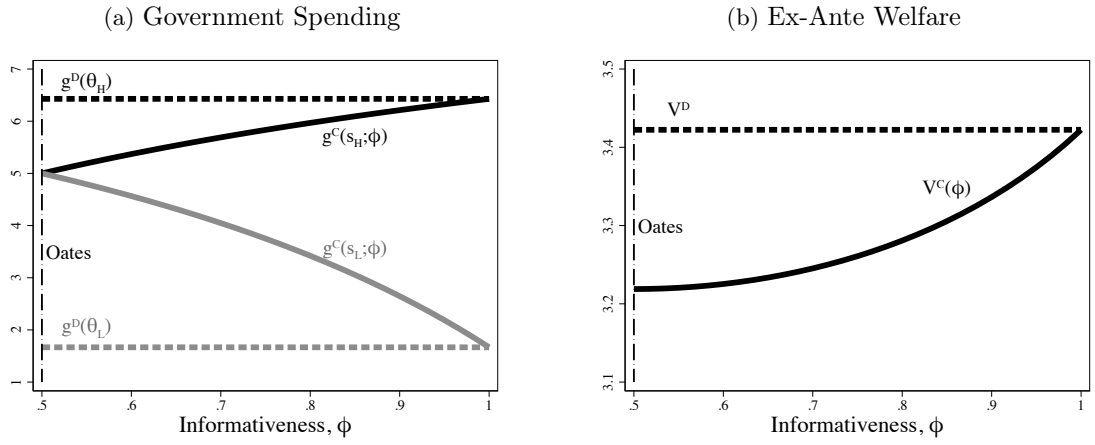 (a) Government Spending
7
6
5
4
3
2
1
g^D(θ_H)
g^C(s_H;ϕ)
Oates
g^C(s_L;ϕ)
g^D(θ_L)
.5 .6 .7 .8 .9 1
Informativeness, ϕ
(b) Ex-Ante Welfare
3.5
3.4
3.3
3.2
3.1
V^D
V^C(ϕ)
Oates
.5 .6 .7 .8 .9 1
Informativeness, ϕ